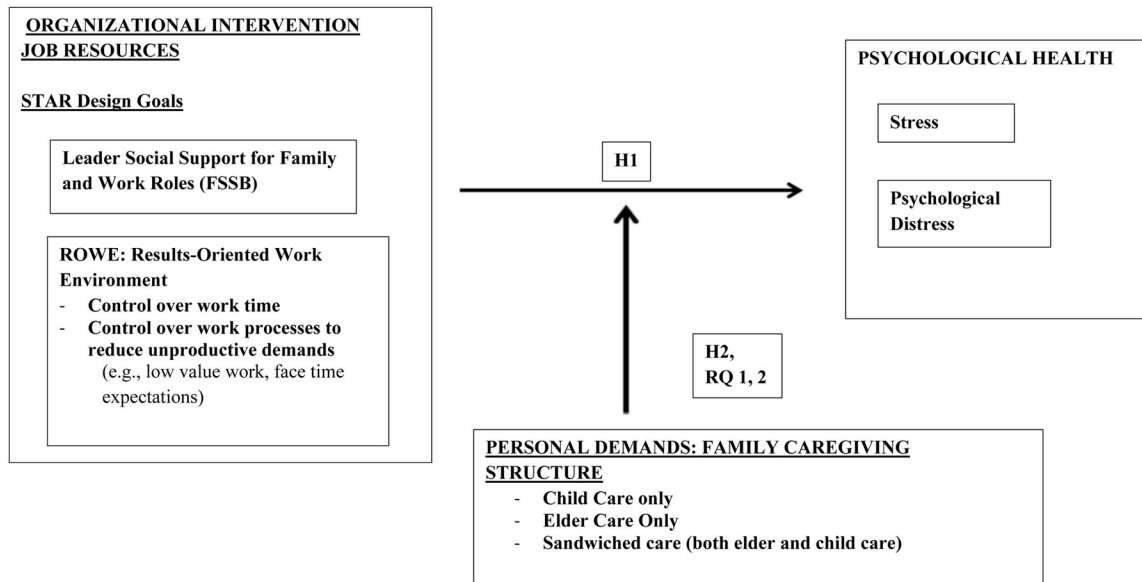 ORGANIZATIONAL INTERVENTION
JOB RESOURCES
STAR Design Goals
Leader Social Support for Family
and Work Roles (FSSB)
ROWE: Results-Oriented Work
Environment
- Control over work time
- Control over work processes to
reduce unproductive demands
(e.g., low value work, face time
expectations)
H1
H2,
RQ 1, 2
PSYCHOLOGICAL HEALTH
Stress
Psychological
Distress
PERSONAL DEMANDS: FAMILY CAREGIVING
STRUCTURE
- Child Care only
- Elder Care Only
- Sandwiched care (both elder and child care)